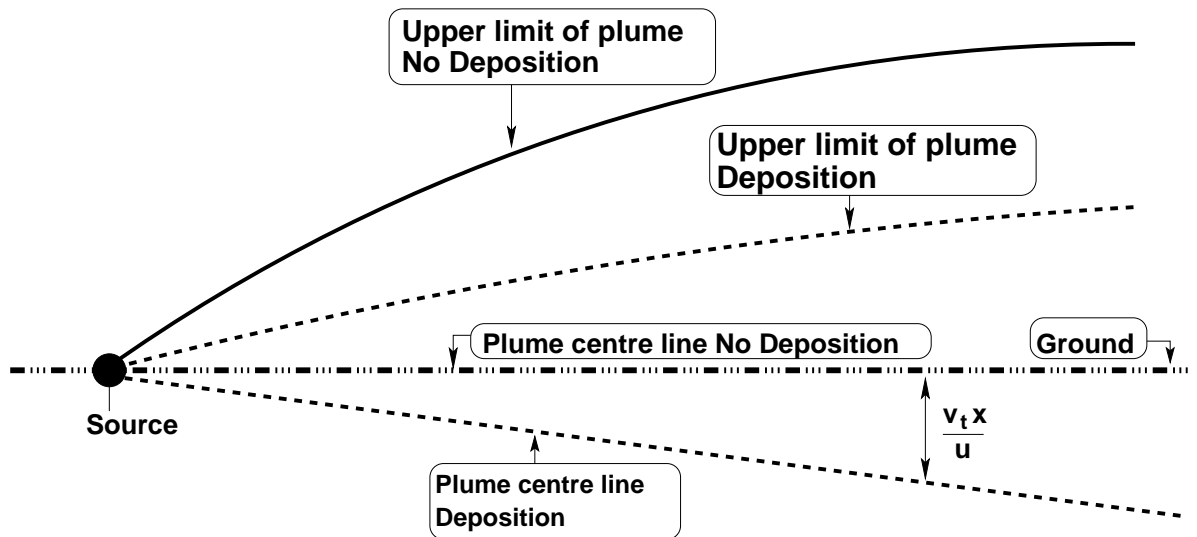 Upper limit of plume
No Deposition
Upper limit of plume
Deposition
Plume centre line No Deposition
Ground
Source
v_t x
u
Plume centre line
Deposition